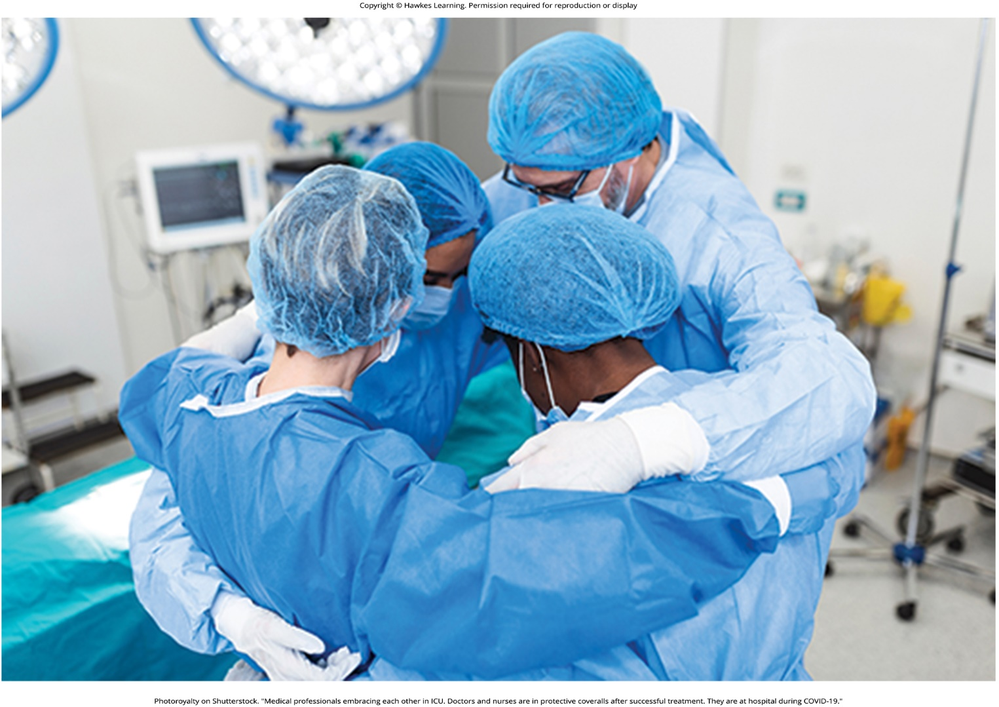 Copyright © Hawkes Learning. Permission required for reproduction or display
Photoroyalty on Shutterstock. "Medical professionals embracing each other in ICU. Doctors and nurses are in protective coveralls after successful treatment. They are at hospital during COVID-19."